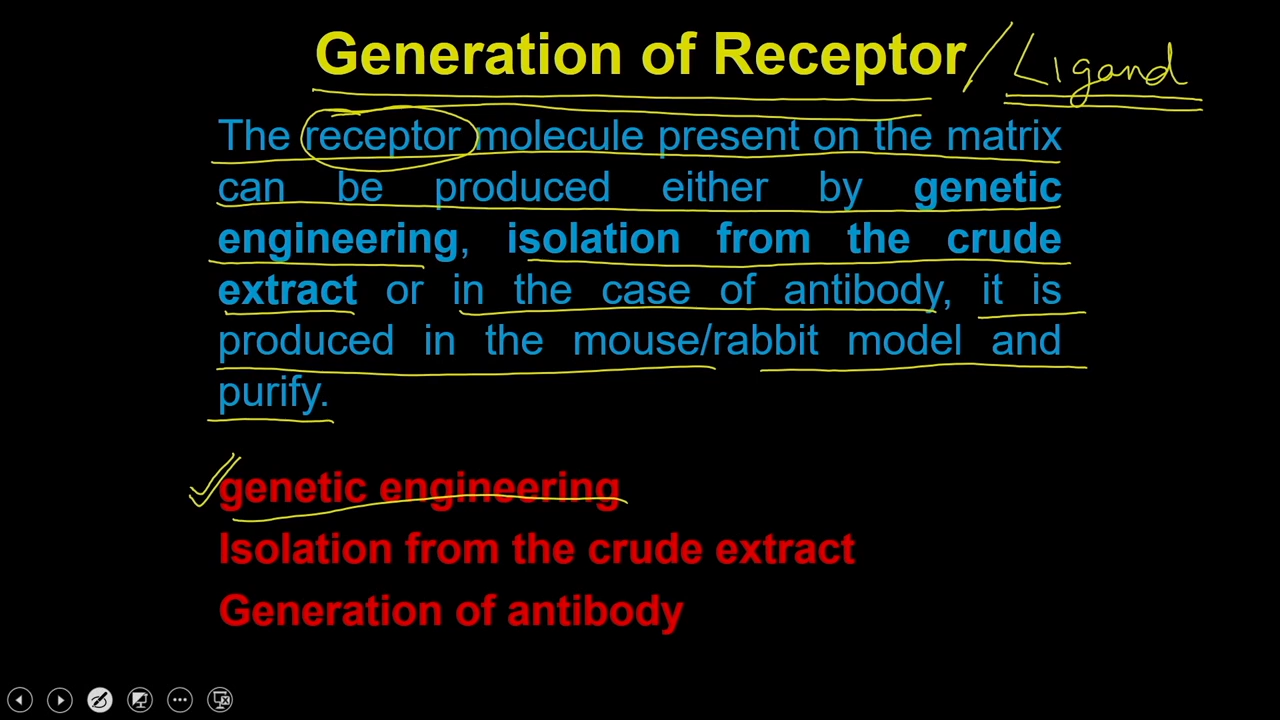 Generation of Receptor / Ligand
The receptor molecule present on the matrix
can be produced either by genetic
engineering, isolation from the crude
extract or in the case of antibody, it is
produced in the mouse/rabbit model and
purify.
genetic engineering
Isolation from the crude extract
Generation of antibody